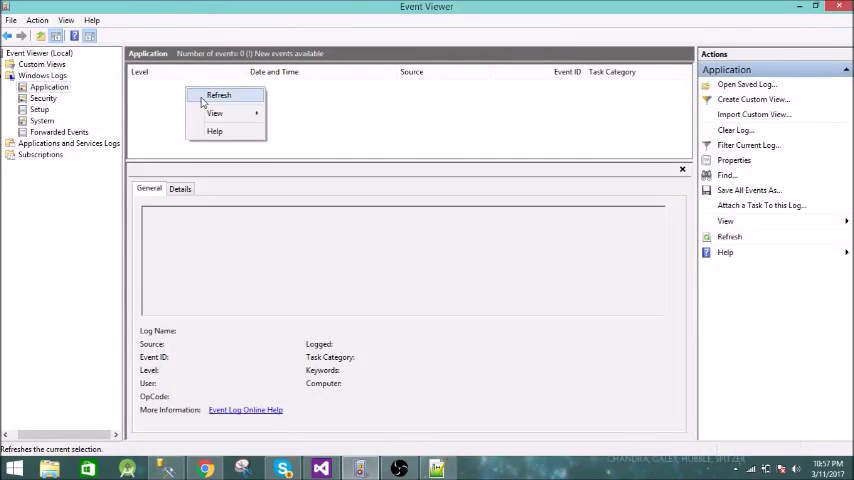 Event Viewer
File Action View Help
Event Viewer (Local)
Custom Views
Windows Logs
Application
Security
Setup
System
Forwarded Events
Applications and Services Logs
Subscriptions
Application Number of events: 0 (!) New events available
Level Date and Time Source Event ID Task Category
Refresh
View
Help
General Details
Log Name:
Source: Logged:
Event ID: Task Category:
Level: Keywords:
User: Computer:
OpCode:
More Information: Event Log Online Help
Actions
Application
Open Saved Log...
Create Custom View...
Import Custom View...
Clear Log...
Filter Current Log...
Properties
Find...
Save All Events As...
Attach a Task To this Log...
View
Refresh
Help
Refreshes the current selection.
CHANDRA, GALEX, HUBBLE, SPITZER
10:57 PM
3/11/2017